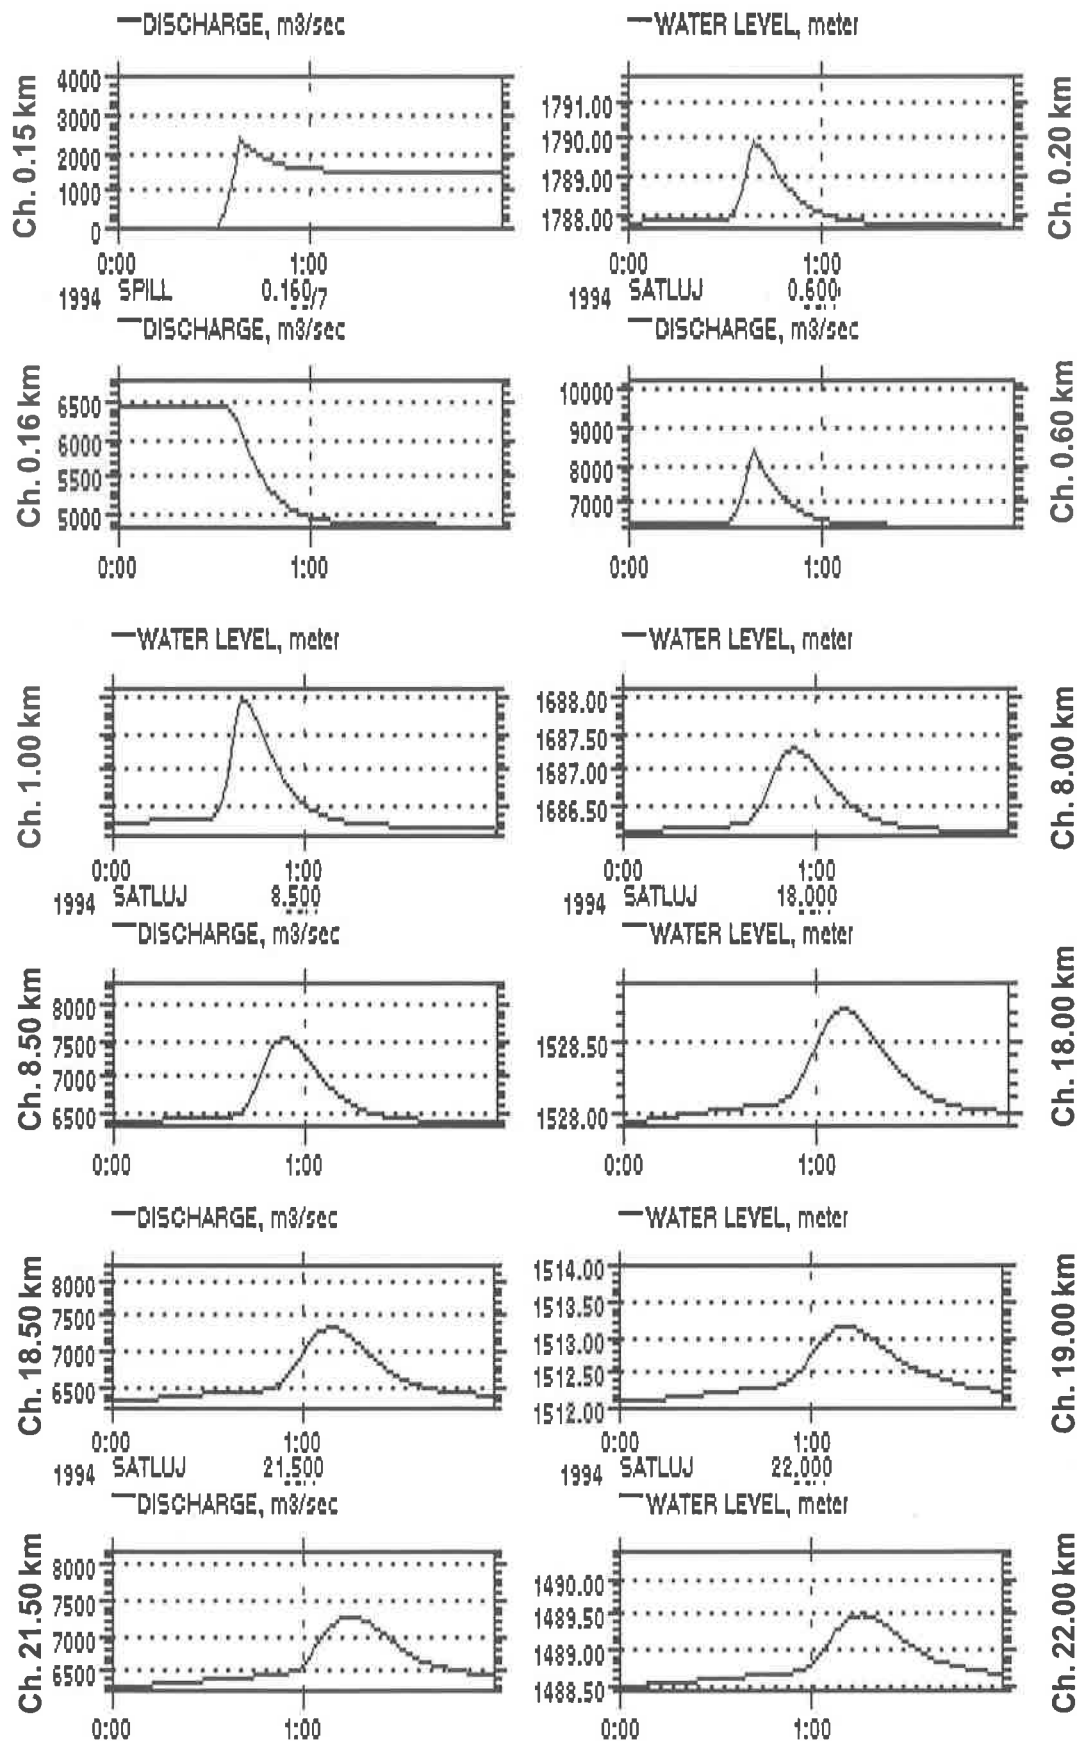 DISCHARGE, m3/sec
WATER LEVEL, meter
Ch. 0.15 km
4000
3000
2000
1000
0
0:00
1:00
1791.00
1790.00
1789.00
1788.00
0:00
1:00
Ch. 0.20 km
1994 SPILL 0.160
1994 SATLUJ 0.600
DISCHARGE, m3/sec
DISCHARGE, m3/sec
Ch. 0.16 km
6500
6000
5500
5000
0:00
1:00
10000
9000
8000
7000
0:00
1:00
Ch. 0.60 km
WATER LEVEL, meter
WATER LEVEL, meter
Ch. 1.00 km
0:00
1:00
1688.00
1687.50
1687.00
1686.50
0:00
1:00
Ch. 8.00 km
1994 SATLUJ 8.500
1994 SATLUJ 18.000
DISCHARGE, m3/sec
WATER LEVEL, meter
Ch. 8.50 km
8000
7500
7000
6500
0:00
1:00
1528.50
1528.00
0:00
1:00
Ch. 18.00 km
DISCHARGE, m3/sec
WATER LEVEL, meter
Ch. 18.50 km
8000
7500
7000
6500
0:00
1:00
1514.00
1513.50
1513.00
1512.50
1512.00
0:00
1:00
Ch. 19.00 km
1994 SATLUJ 21.500
1994 SATLUJ 22.000
DISCHARGE, m3/sec
WATER LEVEL, meter
Ch. 21.50 km
8000
7500
7000
6500
0:00
1:00
1490.00
1489.50
1489.00
1488.50
0:00
1:00
Ch. 22.00 km